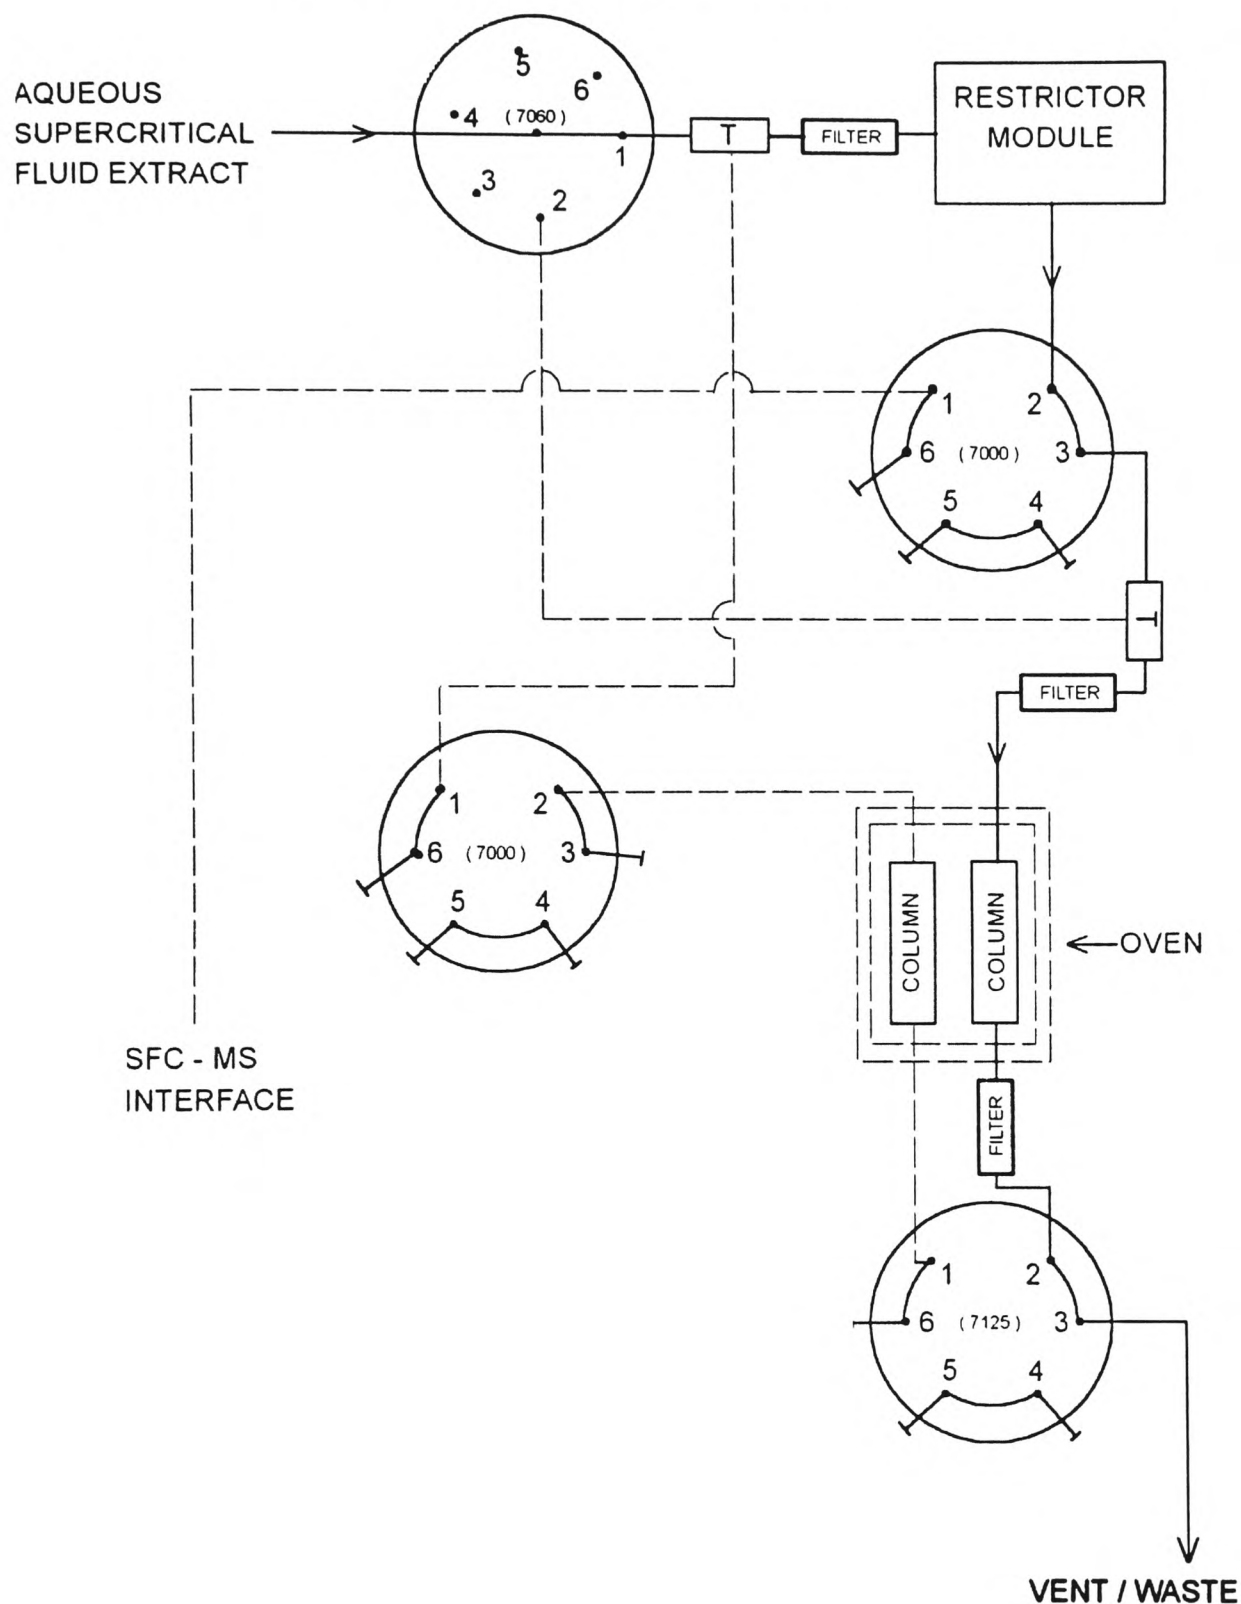 AQUEOUS
SUPERCRITICAL
FLUID EXTRACT
5
6
4
( 7060 )
1
3
2
T
FILTER
RESTRICTOR
MODULE
1
2
6
( 7000 )
3
5
4
T
FILTER
1
2
6
( 7000 )
3
5
4
COLUMN
COLUMN
OVEN
SFC - MS
INTERFACE
FILTER
1
2
6
( 7125 )
3
5
4
VENT / WASTE